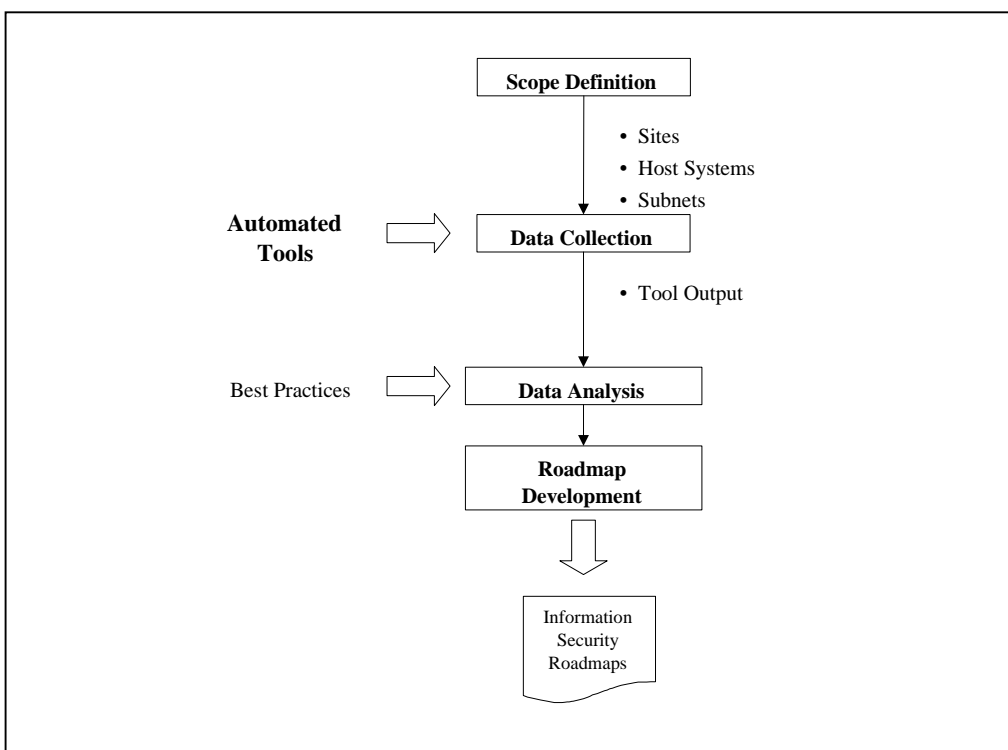 Scope Definition
• Sites
• Host Systems
• Subnets
Automated
Tools
Data Collection
• Tool Output
Best Practices
Data Analysis
Roadmap
Development
Information
Security
Roadmaps